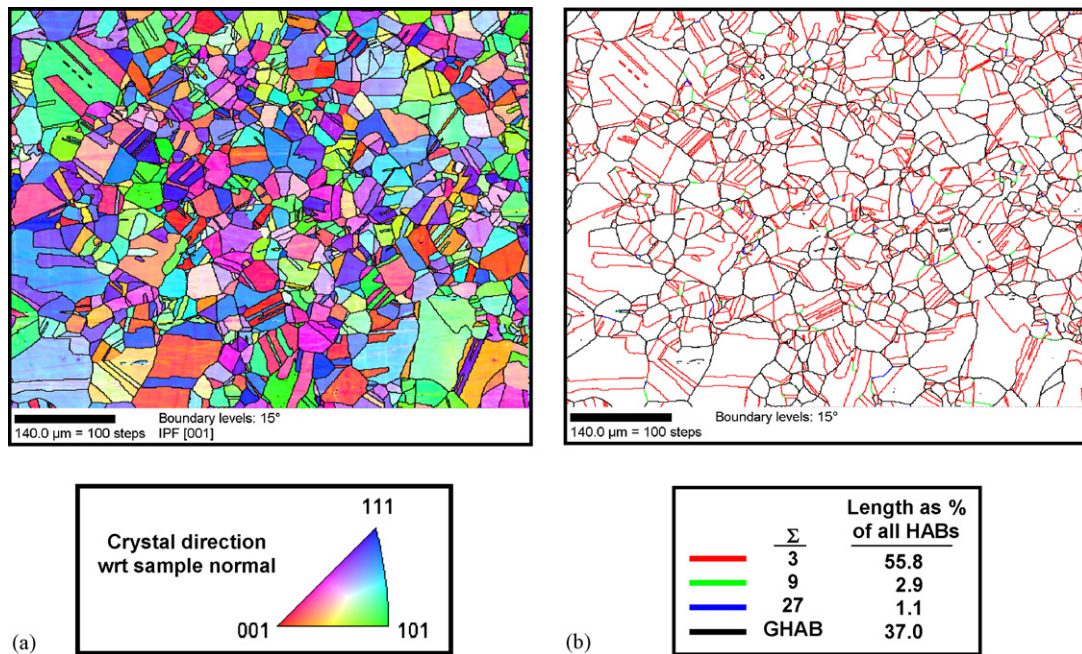 Boundary levels: 15°
140.0 µm = 100 steps IPF [001]
Boundary levels: 15°
140.0 µm = 100 steps
Crystal direction
wrt sample normal
111
001
101
(a)
Length as %
Σ of all HABs
3 55.8
9 2.9
27 1.1
GHAB 37.0
(b)